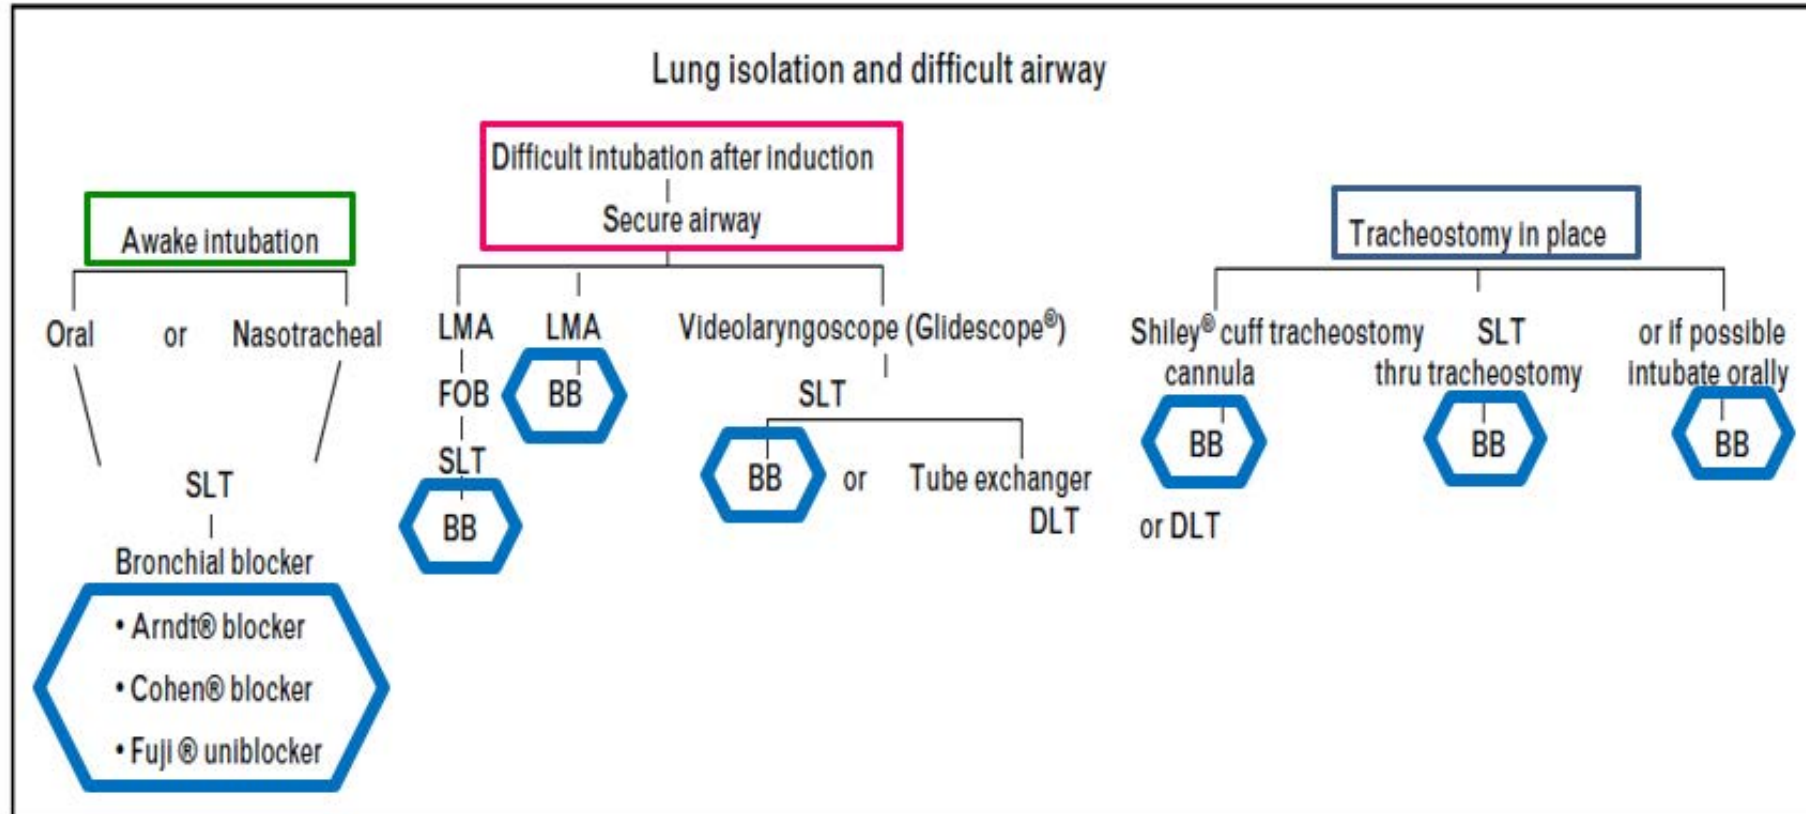 Lung isolation and difficult airway
Awake intubation
Oral or Nasotracheal
SLT
Bronchial blocker
• Arndt® blocker
• Cohen® blocker
• Fuji ® uniblocker
Difficult intubation after induction
Secure airway
LMA
FOB
SLT
BB
LMA
BB
Videolaryngoscope (Glidescope®)
SLT
BB or Tube exchanger
DLT
Tracheostomy in place
Shiley® cuff tracheostomy
cannula
BB
or DLT
SLT
thru tracheostomy
BB
or if possible
intubate orally
BB